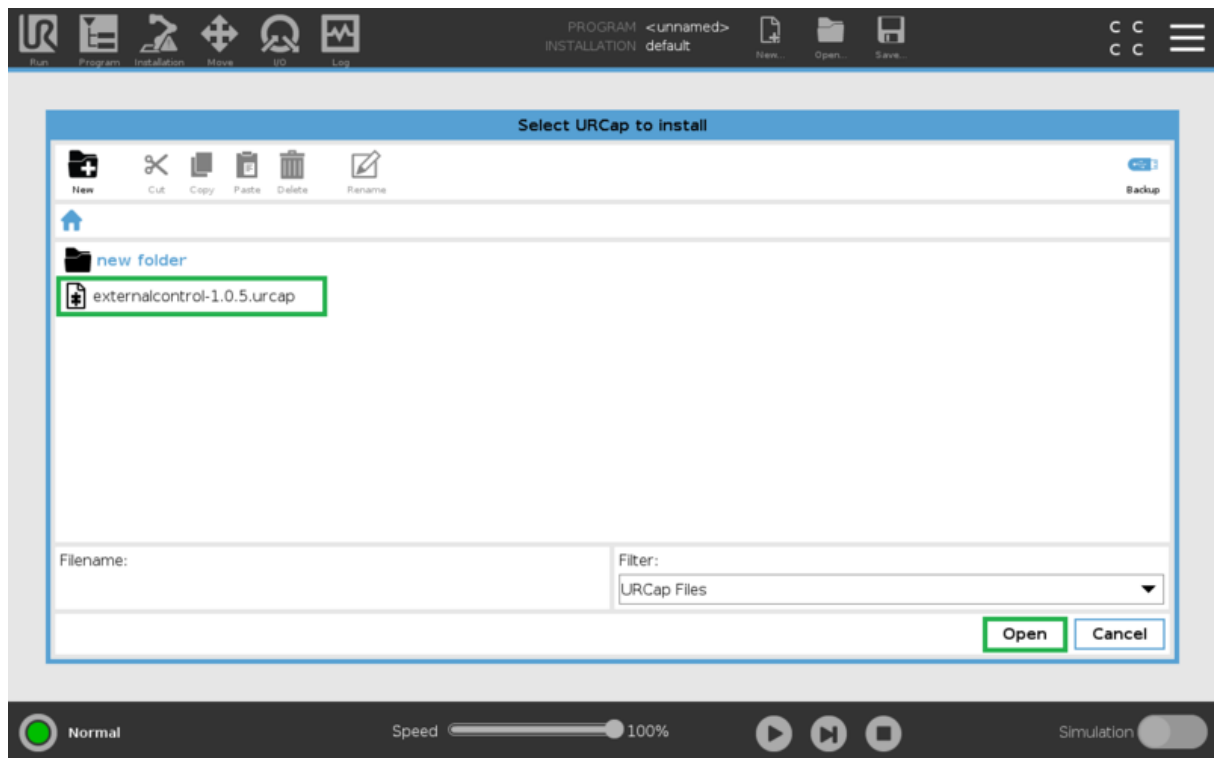 UR
PROGRAM <unnamed>
INSTALLATION default
C C
C C
Run Program Installation Move I/O Log New... Open... Save...
Select URCap to install
New Cut Copy Paste Delete Rename Backup
new folder
externalcontrol-1.0.5.urcap
Filename:
Filter:
URCap Files
Open Cancel
Normal Speed 100% Simulation